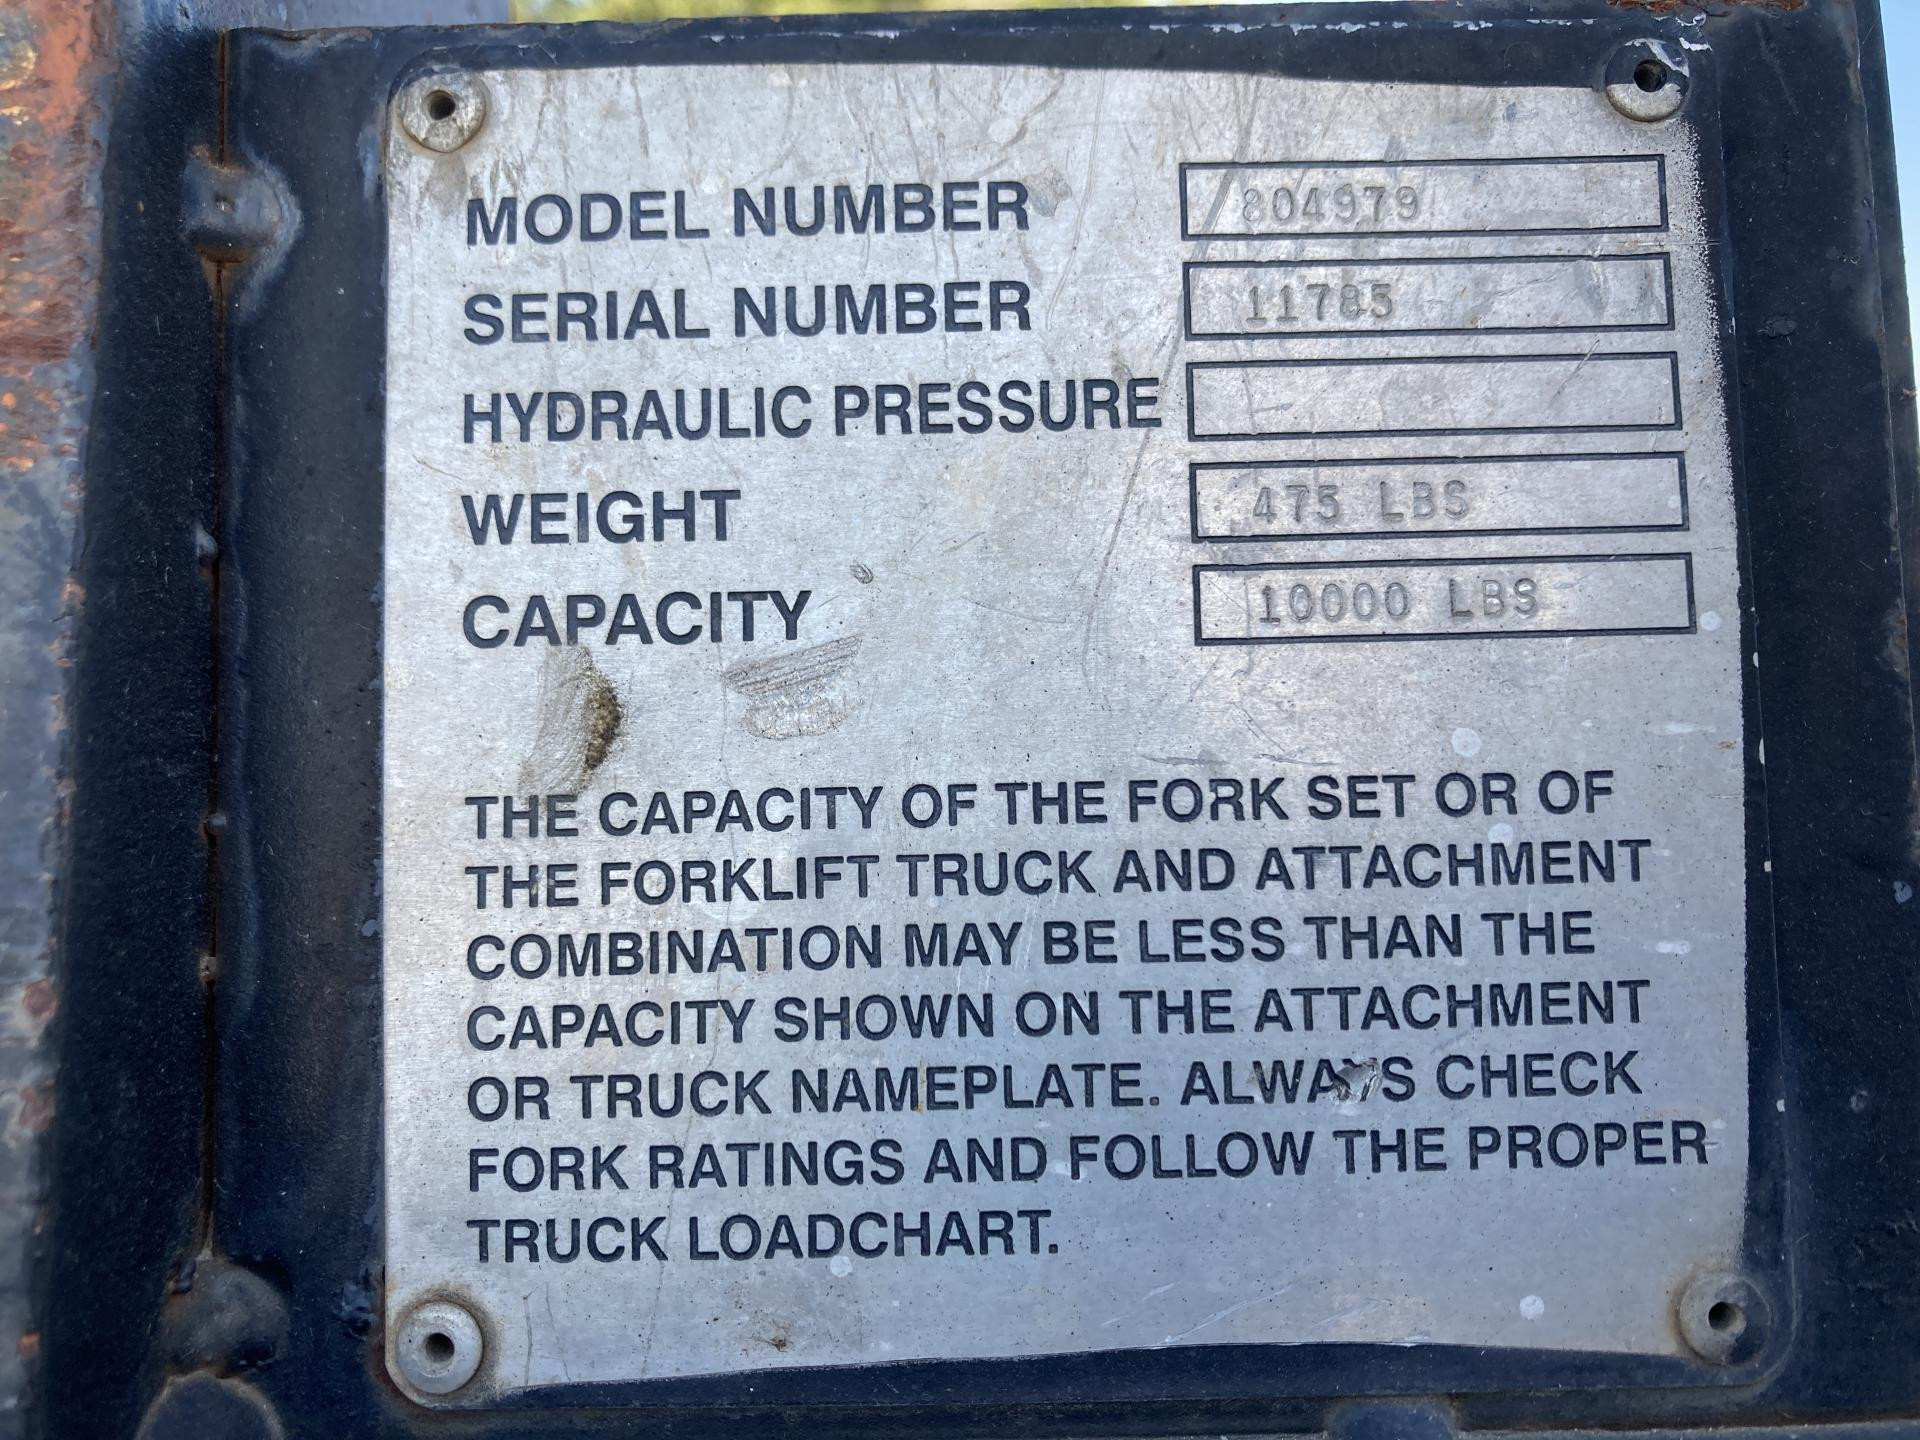 MODEL NUMBER 804979
SERIAL NUMBER 11785
HYDRAULIC PRESSURE
WEIGHT 475 LBS
CAPACITY 10000 LBS
THE CAPACITY OF THE FORK SET OR OF
THE FORKLIFT TRUCK AND ATTACHMENT
COMBINATION MAY BE LESS THAN THE
CAPACITY SHOWN ON THE ATTACHMENT
OR TRUCK NAMEPLATE. ALWAYS CHECK
FORK RATINGS AND FOLLOW THE PROPER
TRUCK LOADCHART.